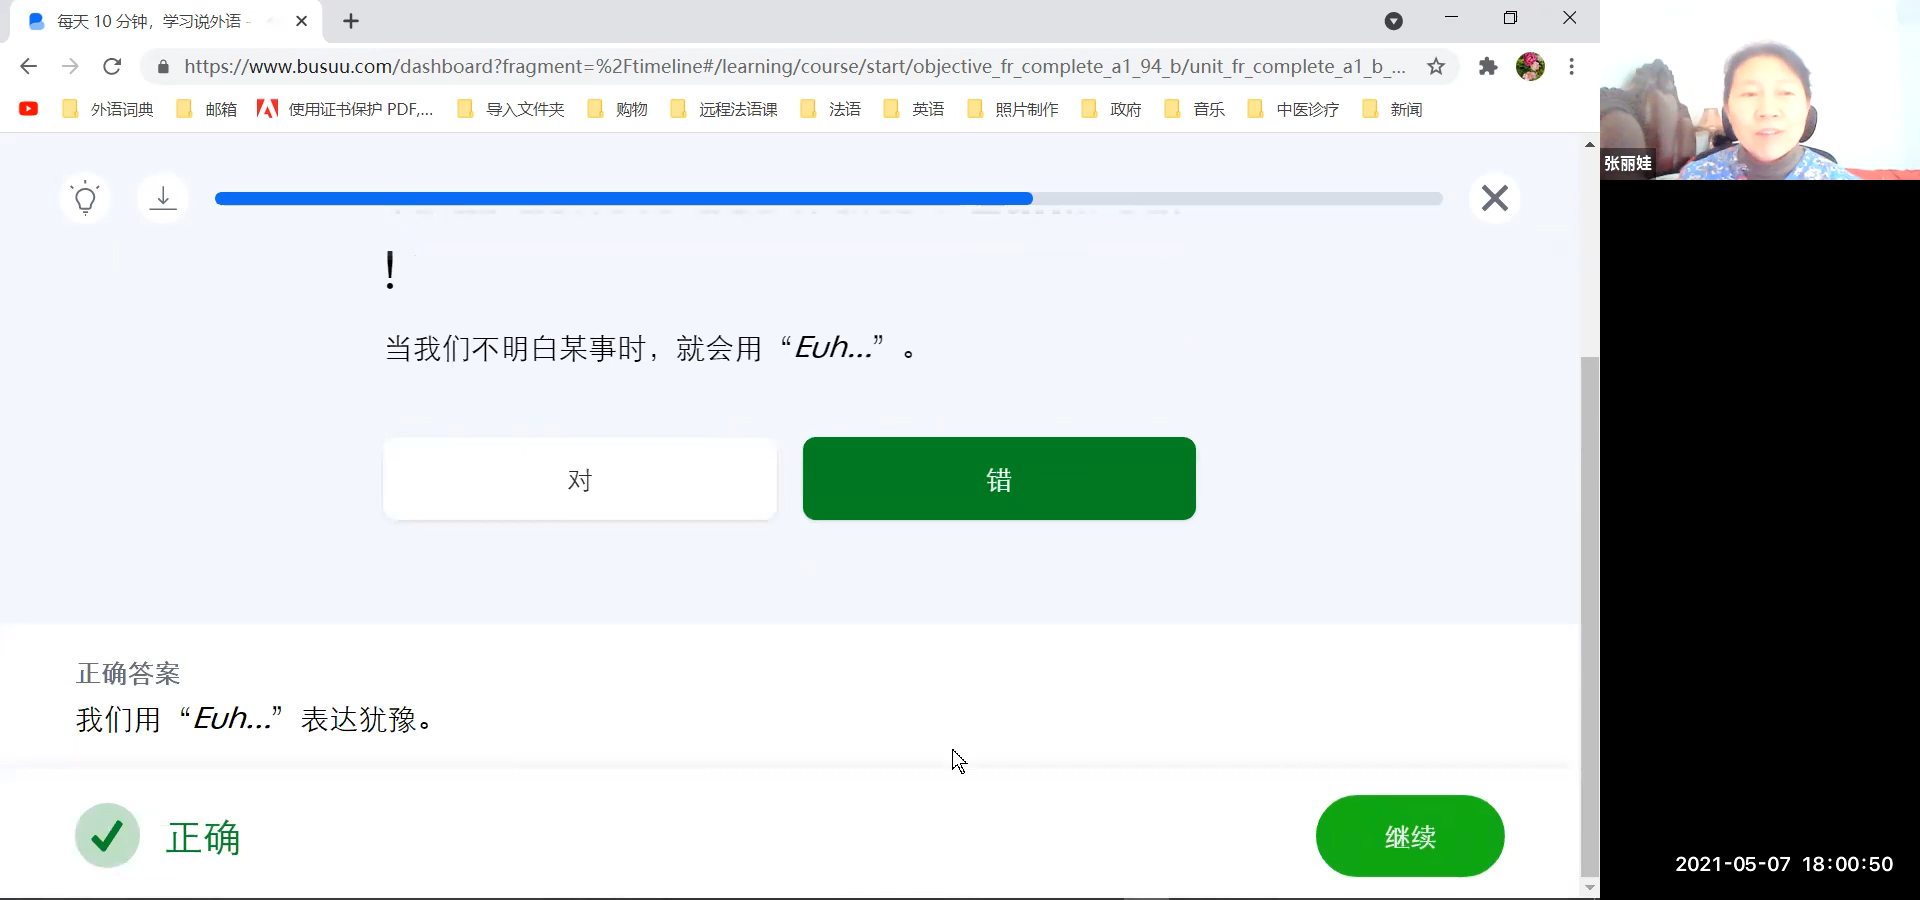 每天 10 分钟，学习说外语 -
https://www.busuu.com/dashboard?fragment=%2Ftimeline#/learning/course/start/objective_fr_complete_a1_94_b/unit_fr_complete_a1_b_...
外语词典 邮箱 使用证书保护 PDF,... 导入文件夹 购物 远程法语课 法语 英语 照片制作 政府 音乐 中医诊疗 新闻
张丽娃
!
当我们不明白某事时，就会用“Euh...”。
对 错
正确答案
我们用“Euh...”表达犹豫。
正确
继续
2021-05-07 18:00:50